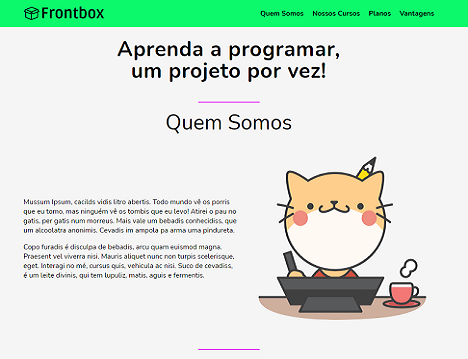 Frontbox
Quem Somos Nossos Cursos Planos Vantagens
Aprenda a programar,
um projeto por vez!
Quem Somos
Mussum Ipsum, cacilds vidis litro abertis. Todo mundo vê os porris
que eu tomo, mas ninguém vê os tombis que eu levo! Atirei o pau no
gatis, per gatis num morreus. Mais vale um bebadis conhecidiss, que
um alcoolatra anonimis. Cevadis im ampola pa arma uma pindureta.
Copo furadis é disculpa de bebadis, arcu quam euismod magna.
Praesent vel viverra nisi. Mauris aliquet nunc non turpis scelerisque,
eget. Interagi no mé, cursus quis, vehicula ac nisi. Suco de cevadiss,
é um leite divinis, qui tem lupuliz, matis, aguis e fermentis.